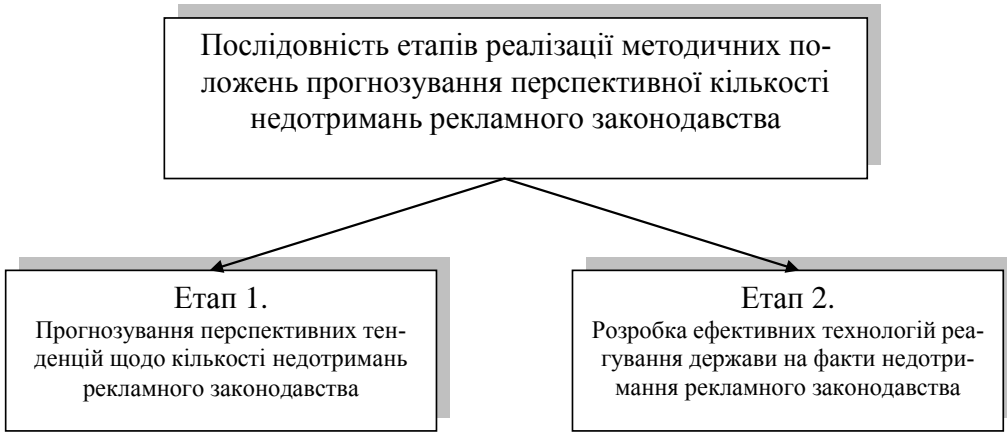 Послідовність етапів реалізації методичних по-
ложень прогнозування перспективної кількості
недотримань рекламного законодавства
Етап 1.
Прогнозування перспективних тен-
денцій щодо кількості недотримань
рекламного законодавства
Етап 2.
Розробка ефективних технологій реа-
гування держави на факти недотри-
мання рекламного законодавства